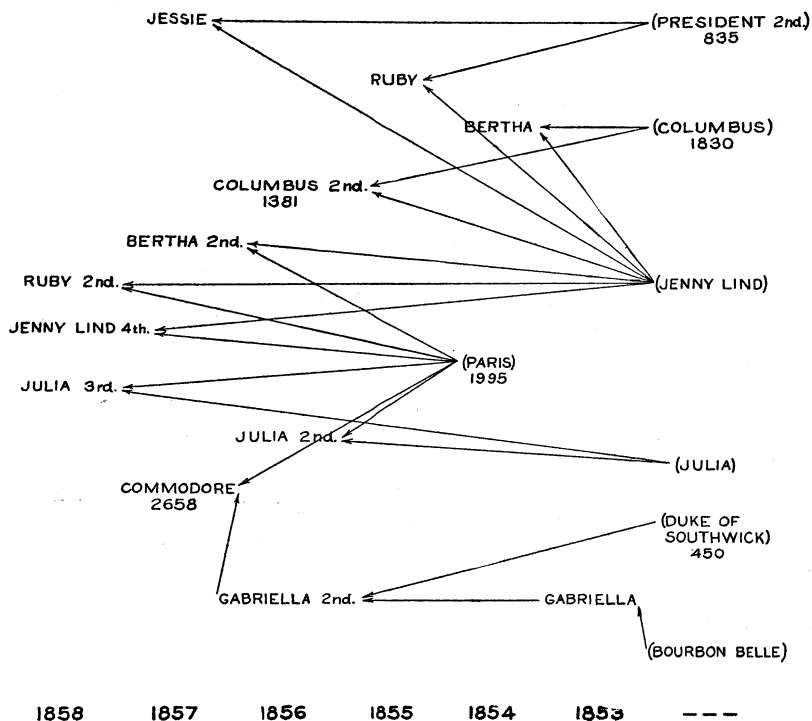 JESSIE
(PRESIDENT 2nd.)
835
RUBY
BERTHA
(COLUMBUS)
1830
COLUMBUS 2nd.
1381
BERTHA 2nd.
RUBY 2nd.
(JENNY LIND)
JENNY LIND 4th.
(PARIS)
1995
JULIA 3rd.
JULIA 2nd.
(JULIA)
COMMODORE
2658
(DUKE OF
SOUTHWICK)
450
GABRIELLA 2nd.
GABRIELLA
(BOURBON BELLE)
1858 1857 1856 1855 1854 1853 ---